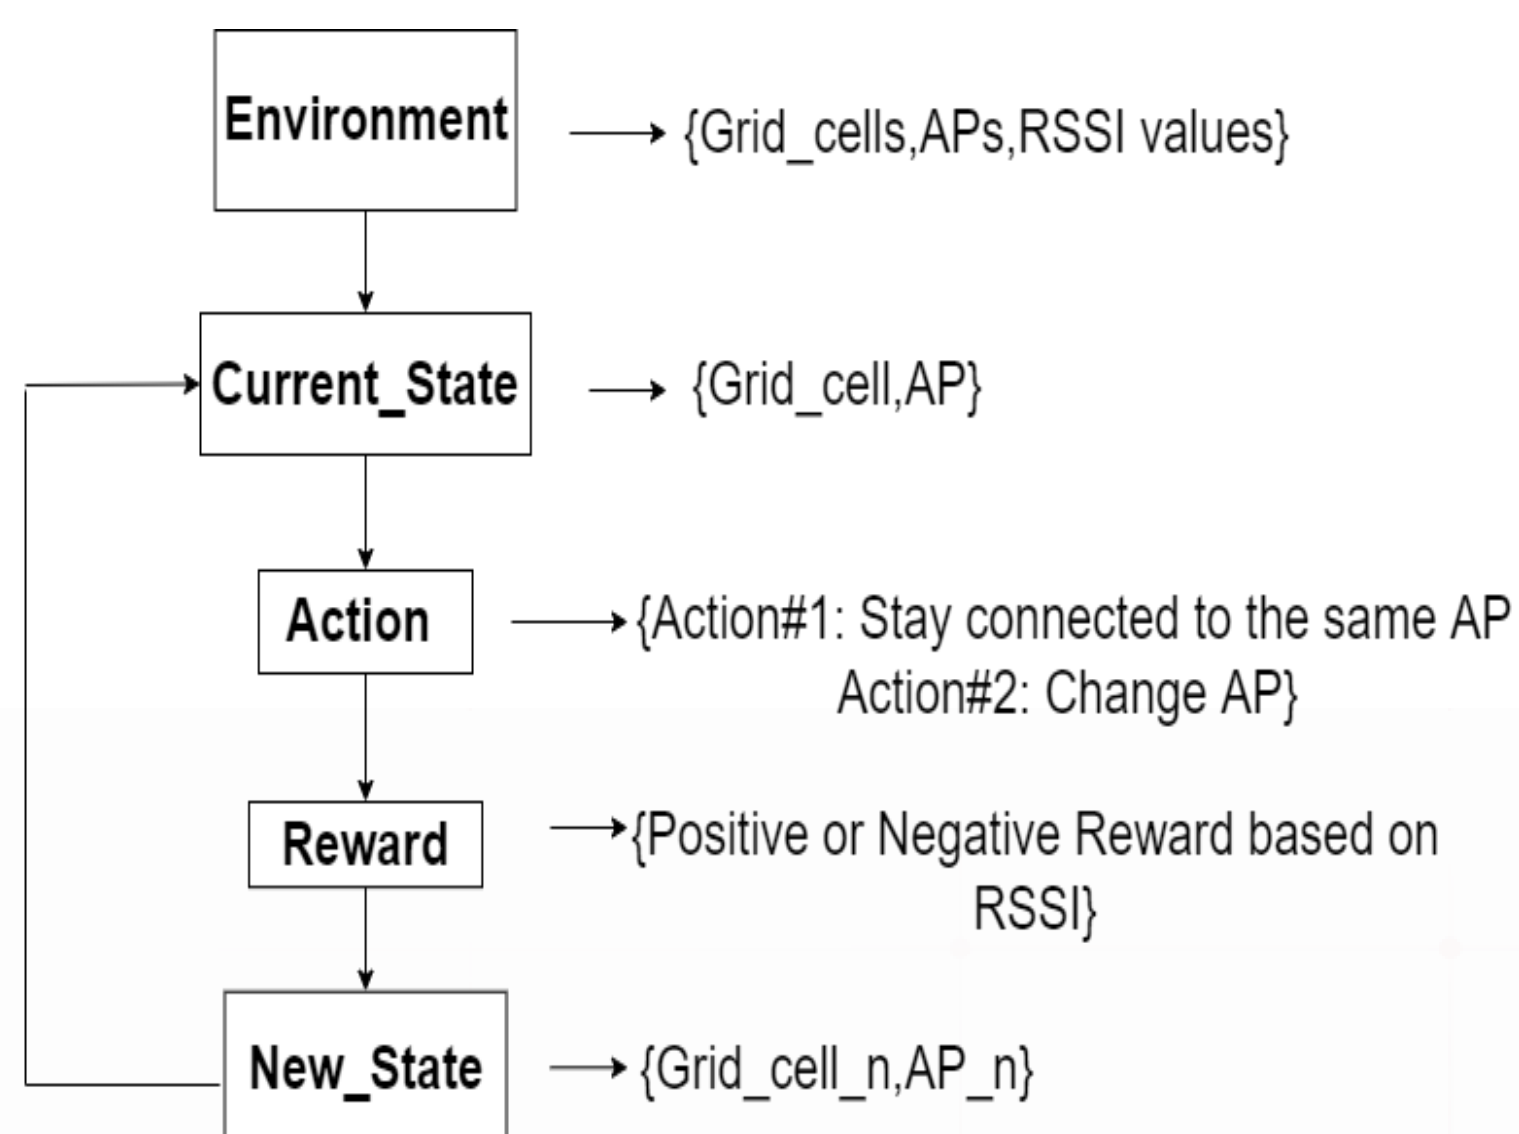 Environment
{Grid_cells,APs,RSSI values}
Current_State
{Grid_cell,AP}
Action
{Action#1: Stay connected to the same AP
Action#2: Change AP}
Reward
{Positive or Negative Reward based on
RSSI}
New_State
{Grid_cell_n,AP_n}